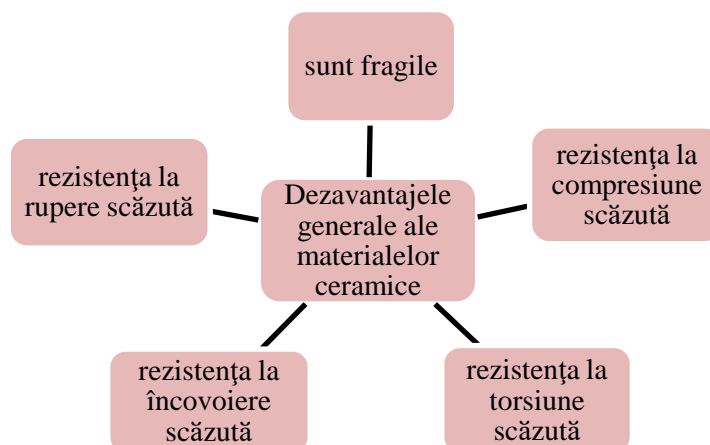 sunt fragile
rezistenţa la
rupere scăzută
rezistenţa la
compresiune
scăzută
Dezavantajele
generale ale
materialelor
ceramice
rezistenţa la
încovoiere
scăzută
rezistenţa la
torsiune
scăzută